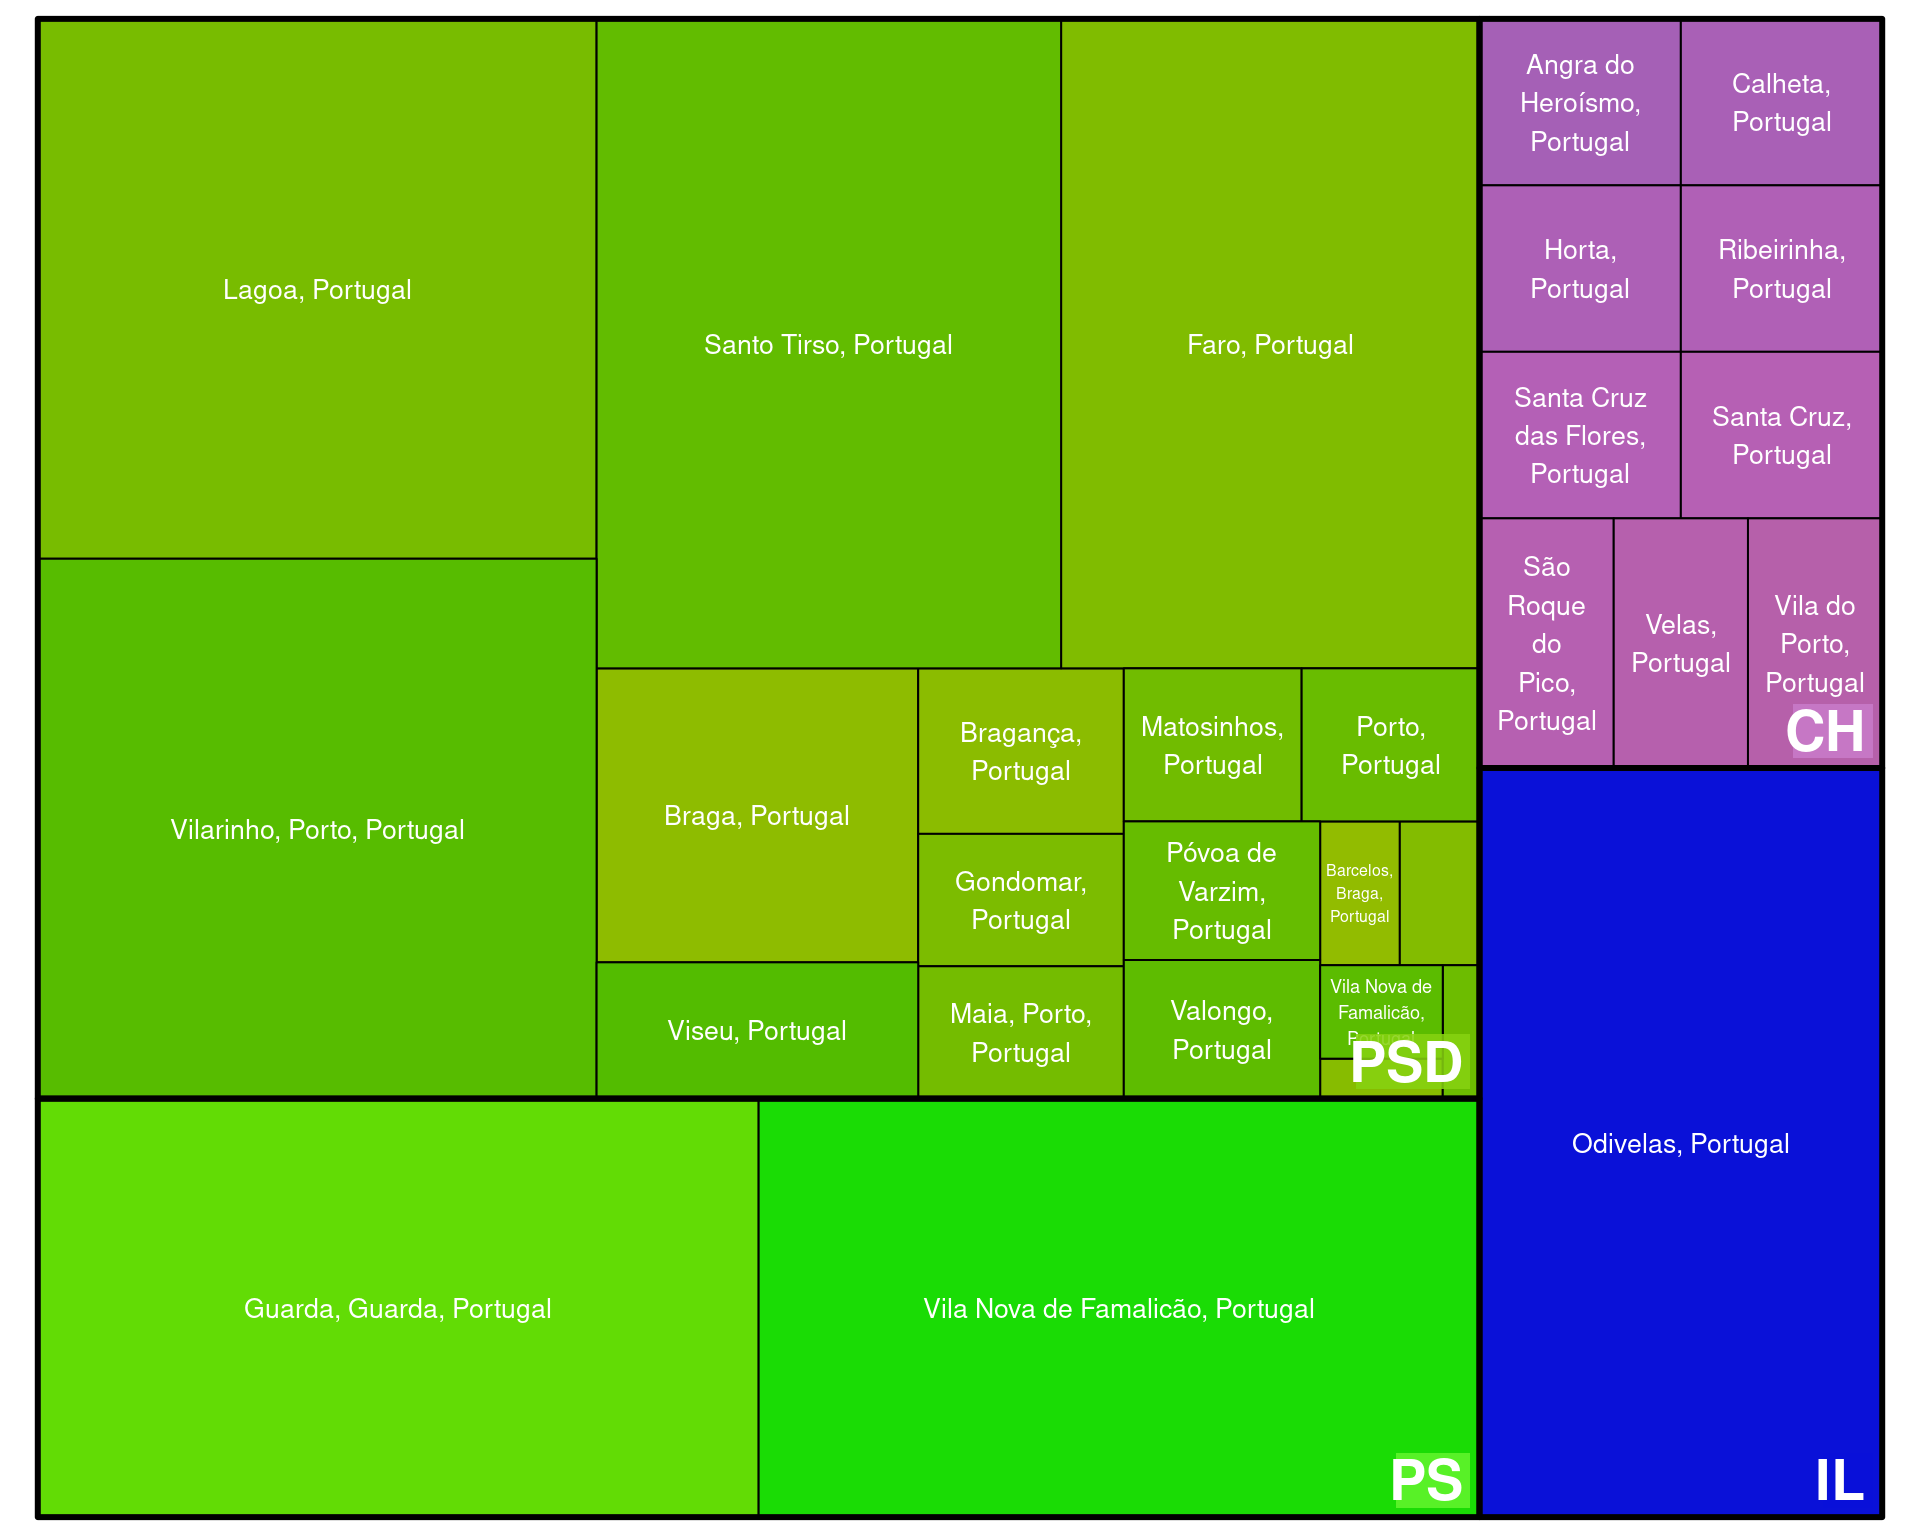 Lagoa, Portugal
Santo Tirso, Portugal
Faro, Portugal
Vilarinho, Porto, Portugal
Braga, Portugal
Viseu, Portugal
Bragança,
Portugal
Gondomar,
Portugal
Maia, Porto,
Portugal
Matosinhos,
Portugal
Porto,
Portugal
Póvoa de
Varzim,
Portugal
Valongo,
Portugal
Barcelos,
Braga,
Portugal
Vila Nova de
Famalicão,
Portugal
PSD
Guarda, Guarda, Portugal
Vila Nova de Famalicão, Portugal
PS
Angra do
Heroísmo,
Portugal
Calheta,
Portugal
Horta,
Portugal
Ribeirinha,
Portugal
Santa Cruz
das Flores,
Portugal
Santa Cruz,
Portugal
São
Roque
do
Pico,
Portugal
Velas,
Portugal
Vila do
Porto,
Portugal
CH
Odivelas, Portugal
IL